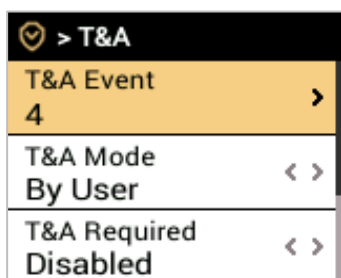 > T&A
T&A Event
4
T&A Mode
By User
T&A Required
Disabled